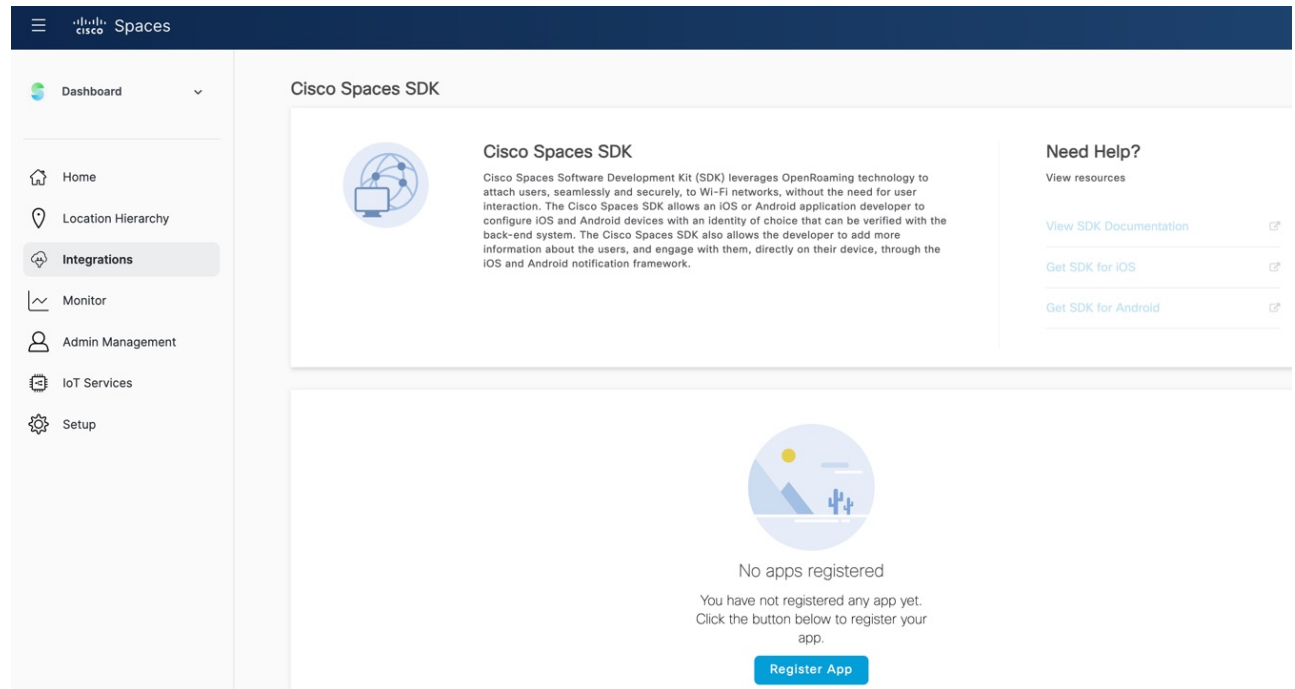 cisco Spaces
Dashboard
Home
Location Hierarchy
Integrations
Monitor
Admin Management
IoT Services
Setup
Cisco Spaces SDK
Cisco Spaces SDK
Cisco Spaces Software Development Kit (SDK) leverages OpenRoaming technology to
attach users, seamlessly and securely, to Wi-Fi networks, without the need for user
interaction. The Cisco Spaces SDK allows an iOS or Android application developer to
configure iOS and Android devices with an identity of choice that can be verified with the
back-end system. The Cisco Spaces SDK also allows the developer to add more
information about the users, and engage with them, directly on their device, through the
iOS and Android notification framework.
Need Help?
View resources
View SDK Documentation
Get SDK for iOS
Get SDK for Android
No apps registered
You have not registered any app yet.
Click the button below to register your
app.
Register App